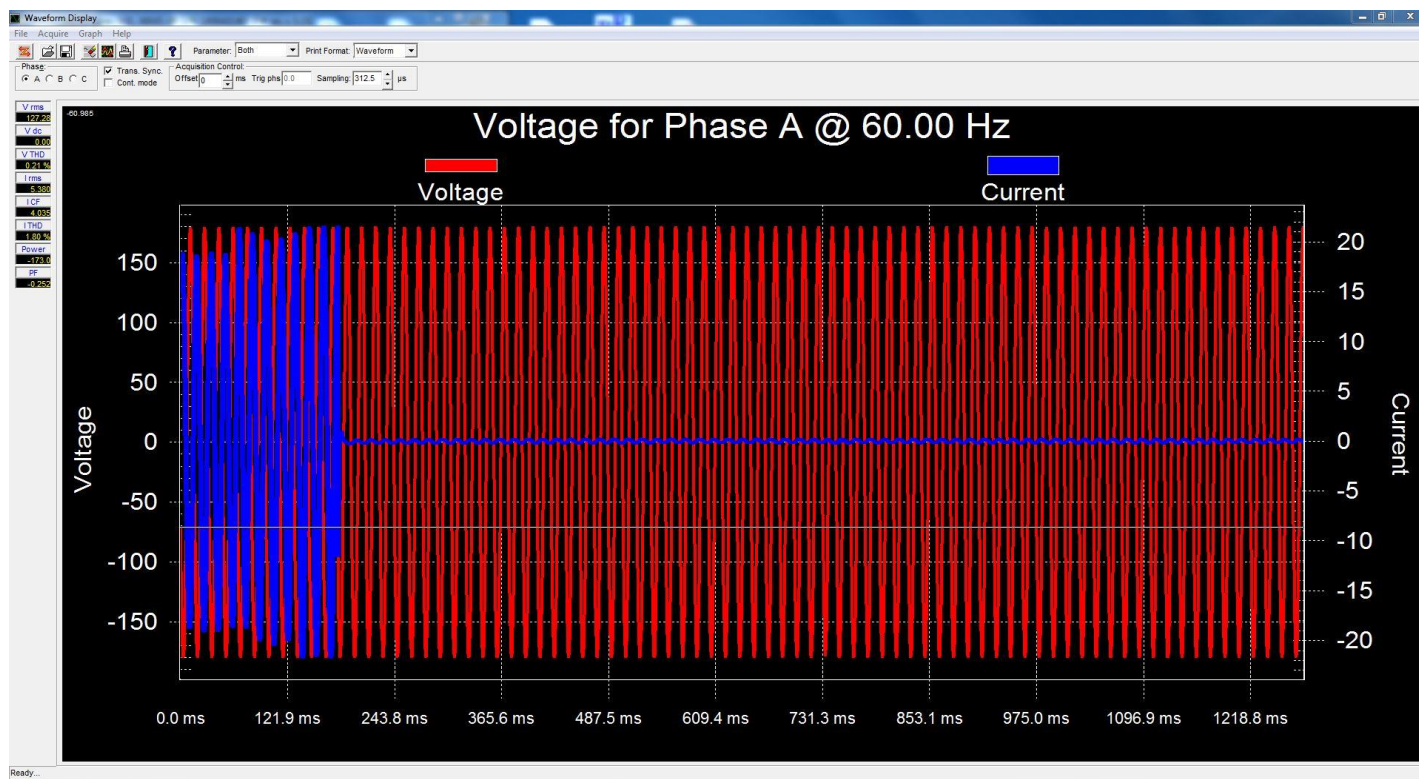 Waveform Display
File Acquire Graph Help
Parameter: Both Print Format: Waveform
Phase: A B C
Trans. Sync.
Cont. mode
Acquisition Control:
Offset 0 ms Trig phs 0.0 Sampling: 312.5 µs
V rms
127.28
V dc
0.00
V THD
0.21 %
I rms
5.380
I CF
4.035
I THD
1.80 %
Power
-173.0
PF
-0.252
-60.985
Voltage for Phase A @ 60.00 Hz
Voltage Current
150
100
50
0
-50
-100
-150
Voltage
20
15
10
5
0
-5
-10
-15
-20
Current
0.0 ms 121.9 ms 243.8 ms 365.6 ms 487.5 ms 609.4 ms 731.3 ms 853.1 ms 975.0 ms 1096.9 ms 1218.8 ms
Ready...